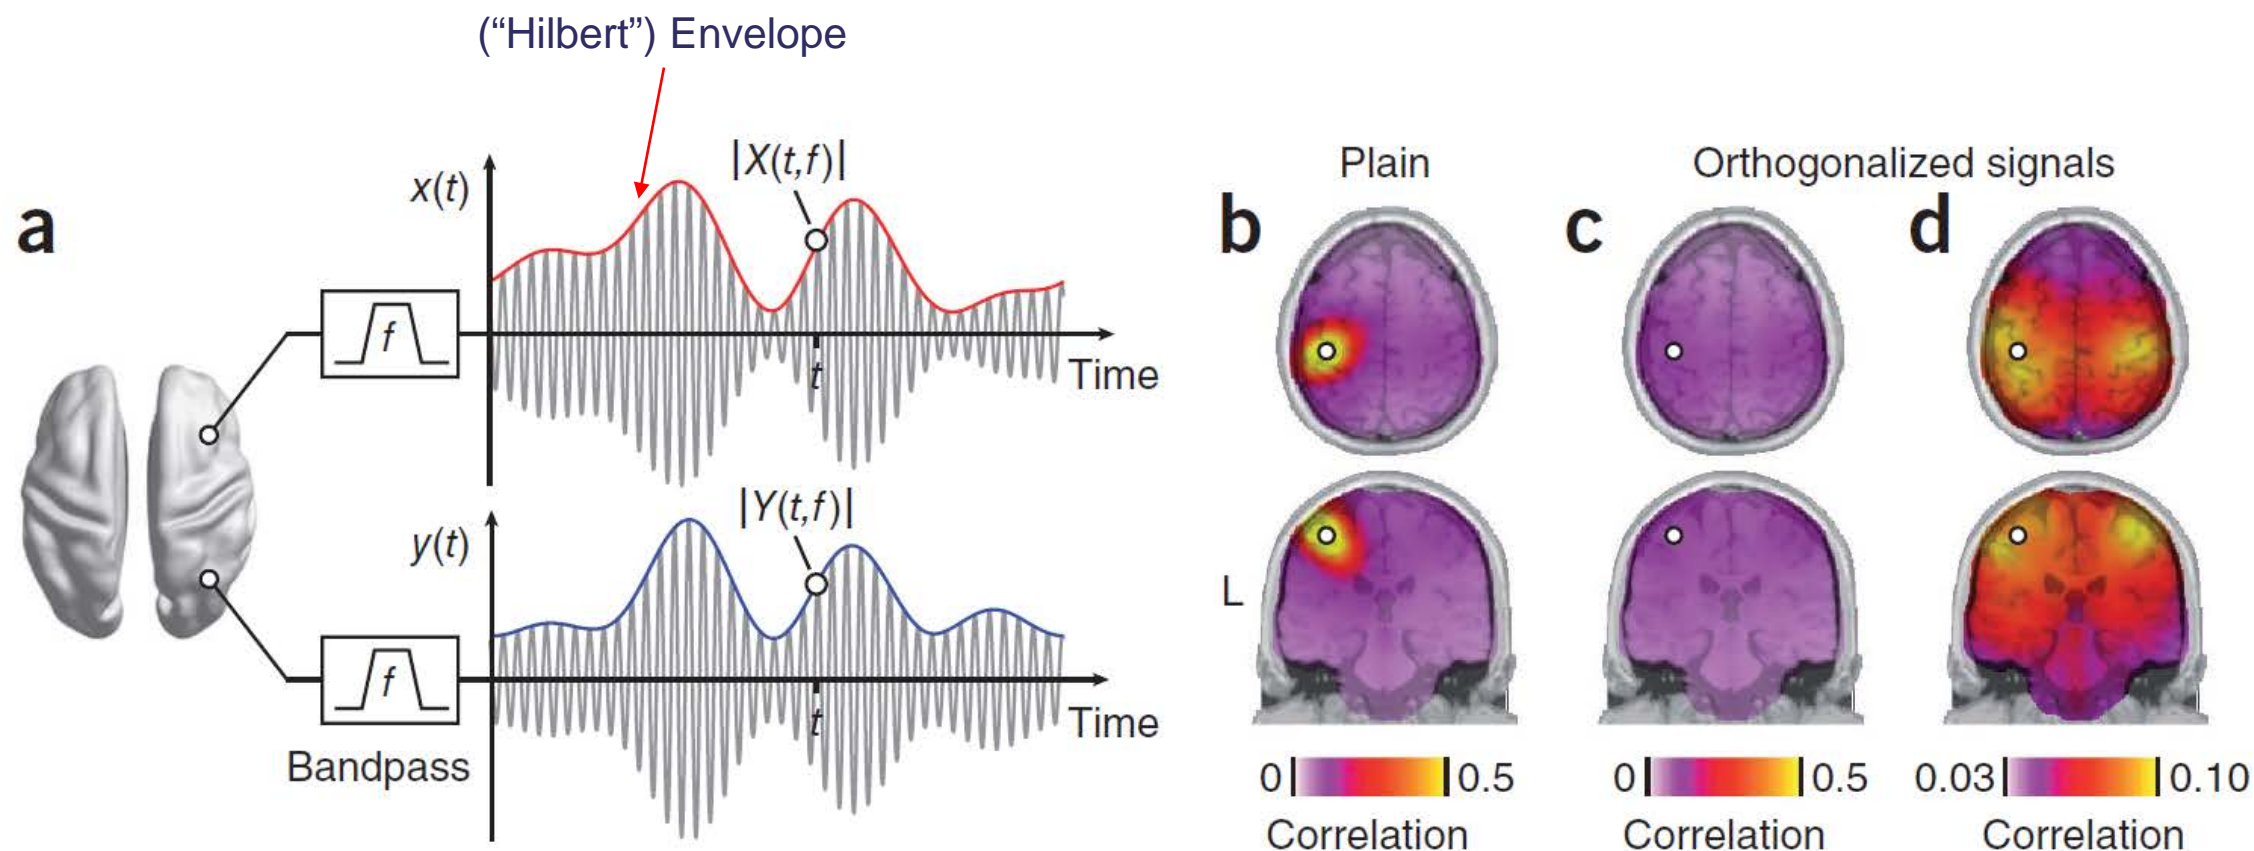 (“Hilbert”) Envelope
a
x(t)
|X(t,f)|
f
t
Time
y(t)
|Y(t,f)|
f
t
Time
Bandpass
Plain
Orthogonalized signals
b
c
d
L
0
0.5
Correlation
0
0.5
Correlation
0.03
0.10
Correlation